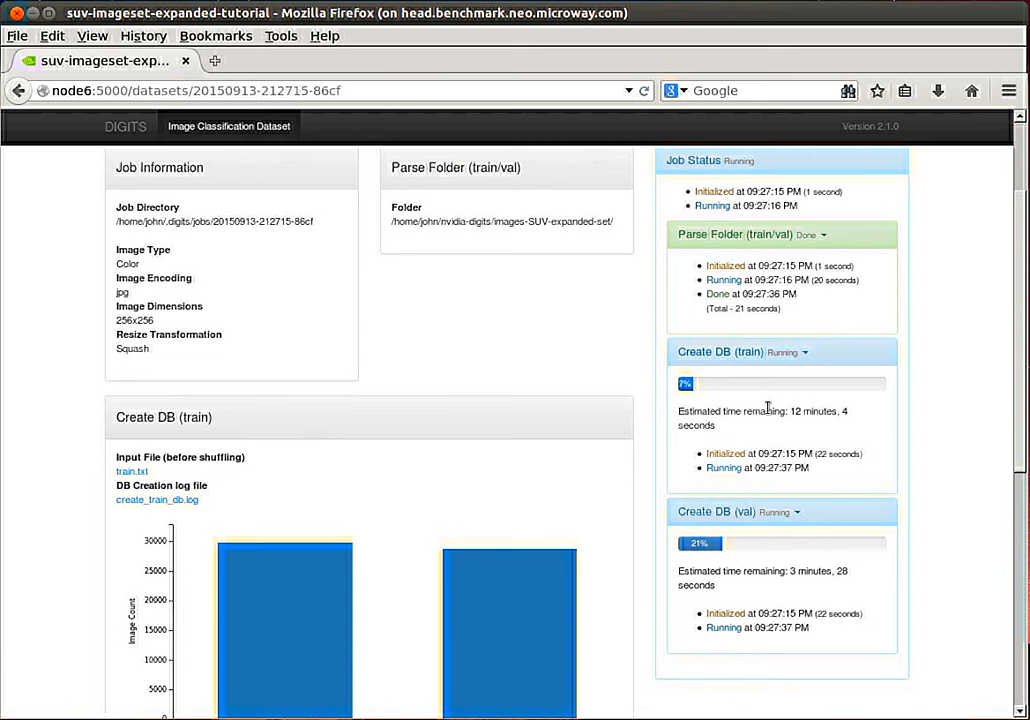 suv-imageset-expanded-tutorial - Mozilla Firefox (on head.benchmark.neo.microway.com)
File Edit View History Bookmarks Tools Help
suv-imageset-exp...
node6:5000/datasets/20150913-212715-86cf
Google
DIGITS Image Classification Dataset Version 2.1.0
Job Information
Job Directory
/home/john/.digits/jobs/20150913-212715-86cf
Image Type
Color
Image Encoding
jpg
Image Dimensions
256x256
Resize Transformation
Squash
Parse Folder (train/val)
Folder
/home/john/nvidia-digits/images-SUV-expanded-set/
Job Status Running
Initialized at 09:27:15 PM (1 second)
Running at 09:27:16 PM
Parse Folder (train/val) Done
Initialized at 09:27:15 PM (1 second)
Running at 09:27:16 PM (20 seconds)
Done at 09:27:36 PM
(Total - 21 seconds)
Create DB (train) Running
7%
Estimated time remaining: 12 minutes, 4
seconds
Initialized at 09:27:15 PM (22 seconds)
Running at 09:27:37 PM
Create DB (val) Running
21%
Estimated time remaining: 3 minutes, 28
seconds
Initialized at 09:27:15 PM (22 seconds)
Running at 09:27:37 PM
Create DB (train)
Input File (before shuffling)
train.txt
DB Creation log file
create_train_db.log
Image Count
30000
25000
20000
15000
10000
5000
0